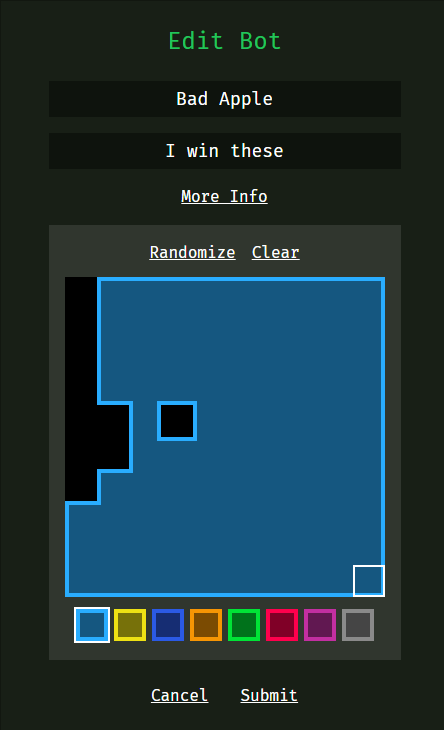 Edit Bot
Bad Apple
I win these
More Info
Randomize Clear
Cancel Submit